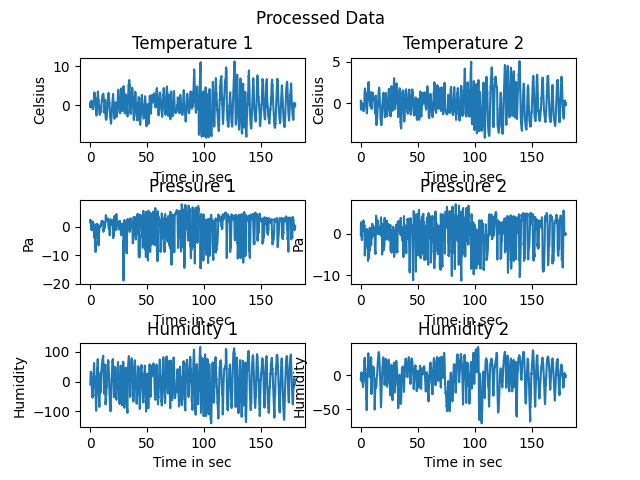 Processed Data
Temperature 1
Temperature 2
10
0
5
0
Celsius
Celsius
0 50 100 150
0 50 100 150
Time in sec
Time in sec
Pressure 1
Pressure 2
0
−10
−20
0
−10
Pa
Pa
0 50 100 150
0 50 100 150
Time in sec
Time in sec
Humidity 1
Humidity 2
100
0
−100
0
−50
Humidity
Humidity
0 50 100 150
0 50 100 150
Time in sec
Time in sec